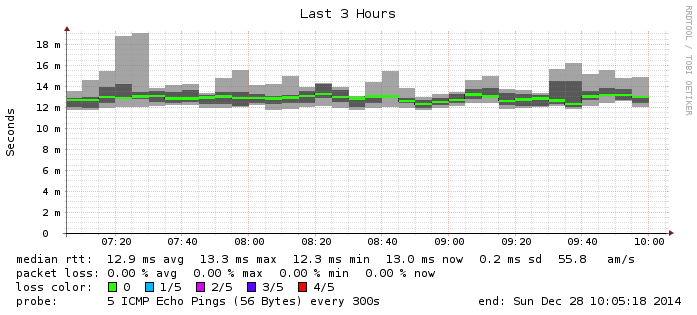 Last 3 Hours
RRDTOOL / TOBI OETIKER
Seconds
18 m
16 m
14 m
12 m
10 m
8 m
6 m
4 m
2 m
0
07:20 07:40 08:00 08:20 08:40 09:00 09:20 09:40 10:00
median rtt: 12.9 ms avg 13.3 ms max 12.3 ms min 13.0 ms now 0.2 ms sd 55.8 am/s
packet loss: 0.00 % avg 0.00 % max 0.00 % min 0.00 % now
loss color: 0 1/5 2/5 3/5 4/5
probe: 5 ICMP Echo Pings (56 Bytes) every 300s end: Sun Dec 28 10:05:18 2014